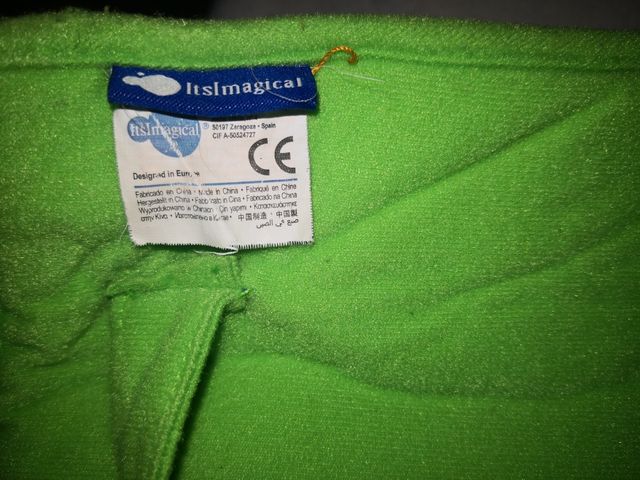 ItsImagical
ItsImagical®
50197 Zaragoza • Spain
CIF A-50524727
CE
Designed in Europe
Fabricado en China • Made in China • Fabriqué en Chine
Hergestellt in China • Fabbricato in Cina • Fabricado na China
Wyprodukowano w Chinach • Çin yapımı • Κατασκευάστηκε
στην Κίνα • Изготовлено в Китае • 中国制造 • 中国製
صنع في الصين